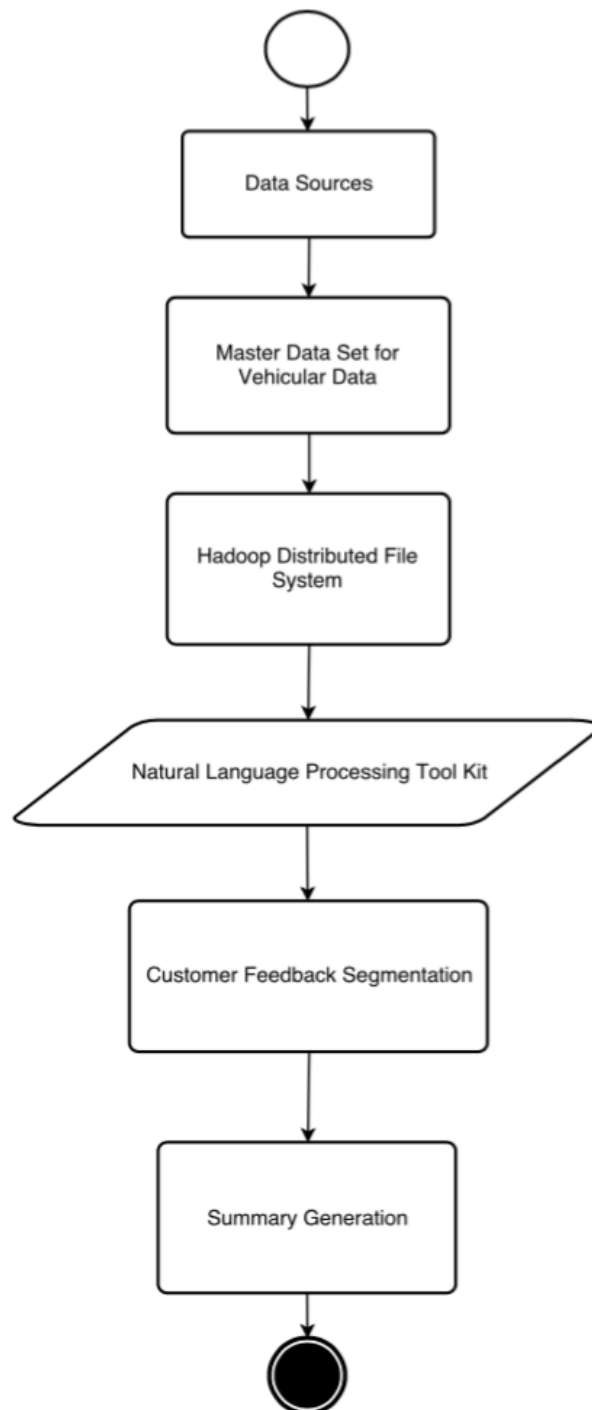 Data Sources
Master Data Set for
Vehicular Data
Hadoop Distributed File
System
Natural Language Processing Tool Kit
Customer Feedback Segmentation
Summary Generation